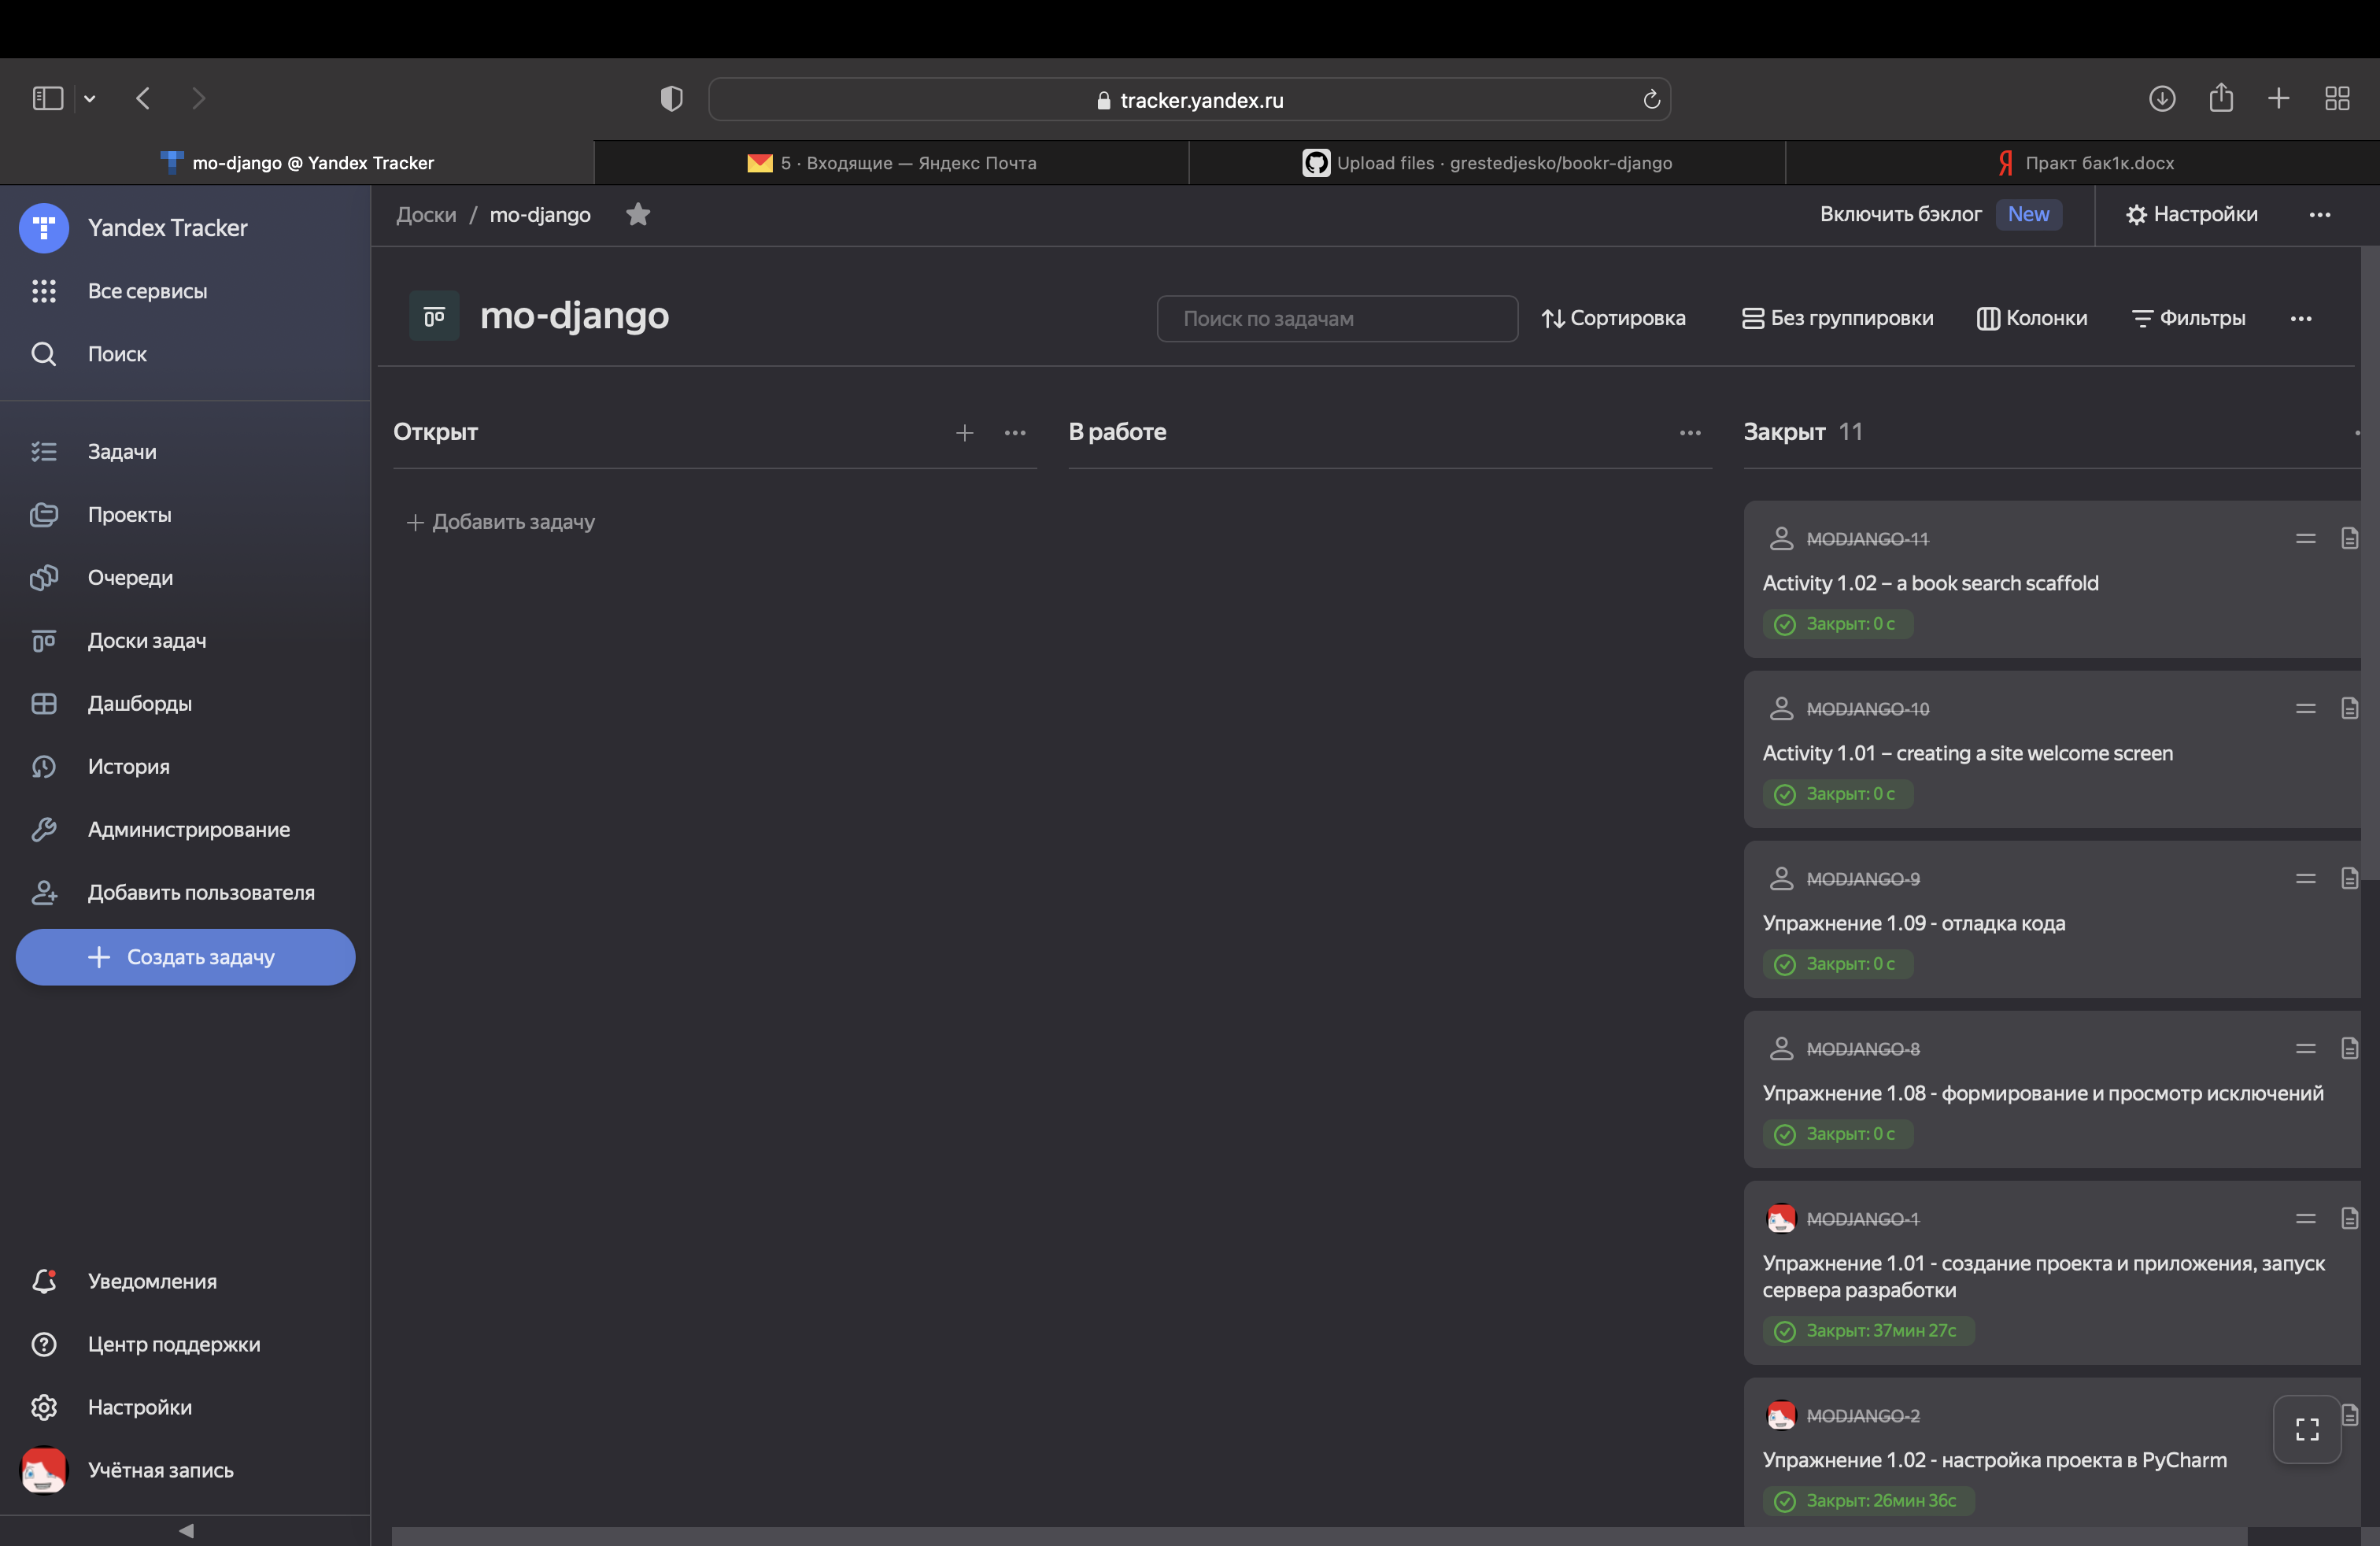 tracker.yandex.ru
mo-django @ Yandex Tracker
5 · Входящие — Яндекс Почта
Upload files · grestedjesko/bookr-django
Практ бак1к.docx
Yandex Tracker
Все сервисы
Поиск
Задачи
Проекты
Очереди
Доски задач
Дашборды
История
Администрирование
Добавить пользователя
Создать задачу
Уведомления
Центр поддержки
Настройки
Учётная запись
Доски / mo-django
Включить бэклог New
Настройки
mo-django
Поиск по задачам
Сортировка
Без группировки
Колонки
Фильтры
Открыт
Добавить задачу
В работе
Закрыт 11
MODJANGO-11
Activity 1.02 – a book search scaffold
Закрыт: 0 с
MODJANGO-10
Activity 1.01 – creating a site welcome screen
Закрыт: 0 с
MODJANGO-9
Упражнение 1.09 - отладка кода
Закрыт: 0 с
MODJANGO-8
Упражнение 1.08 - формирование и просмотр исключений
Закрыт: 0 с
MODJANGO-1
Упражнение 1.01 - создание проекта и приложения, запуск
сервера разработки
Закрыт: 37мин 27с
MODJANGO-2
Упражнение 1.02 - настройка проекта в PyCharm
Закрыт: 26мин 36с